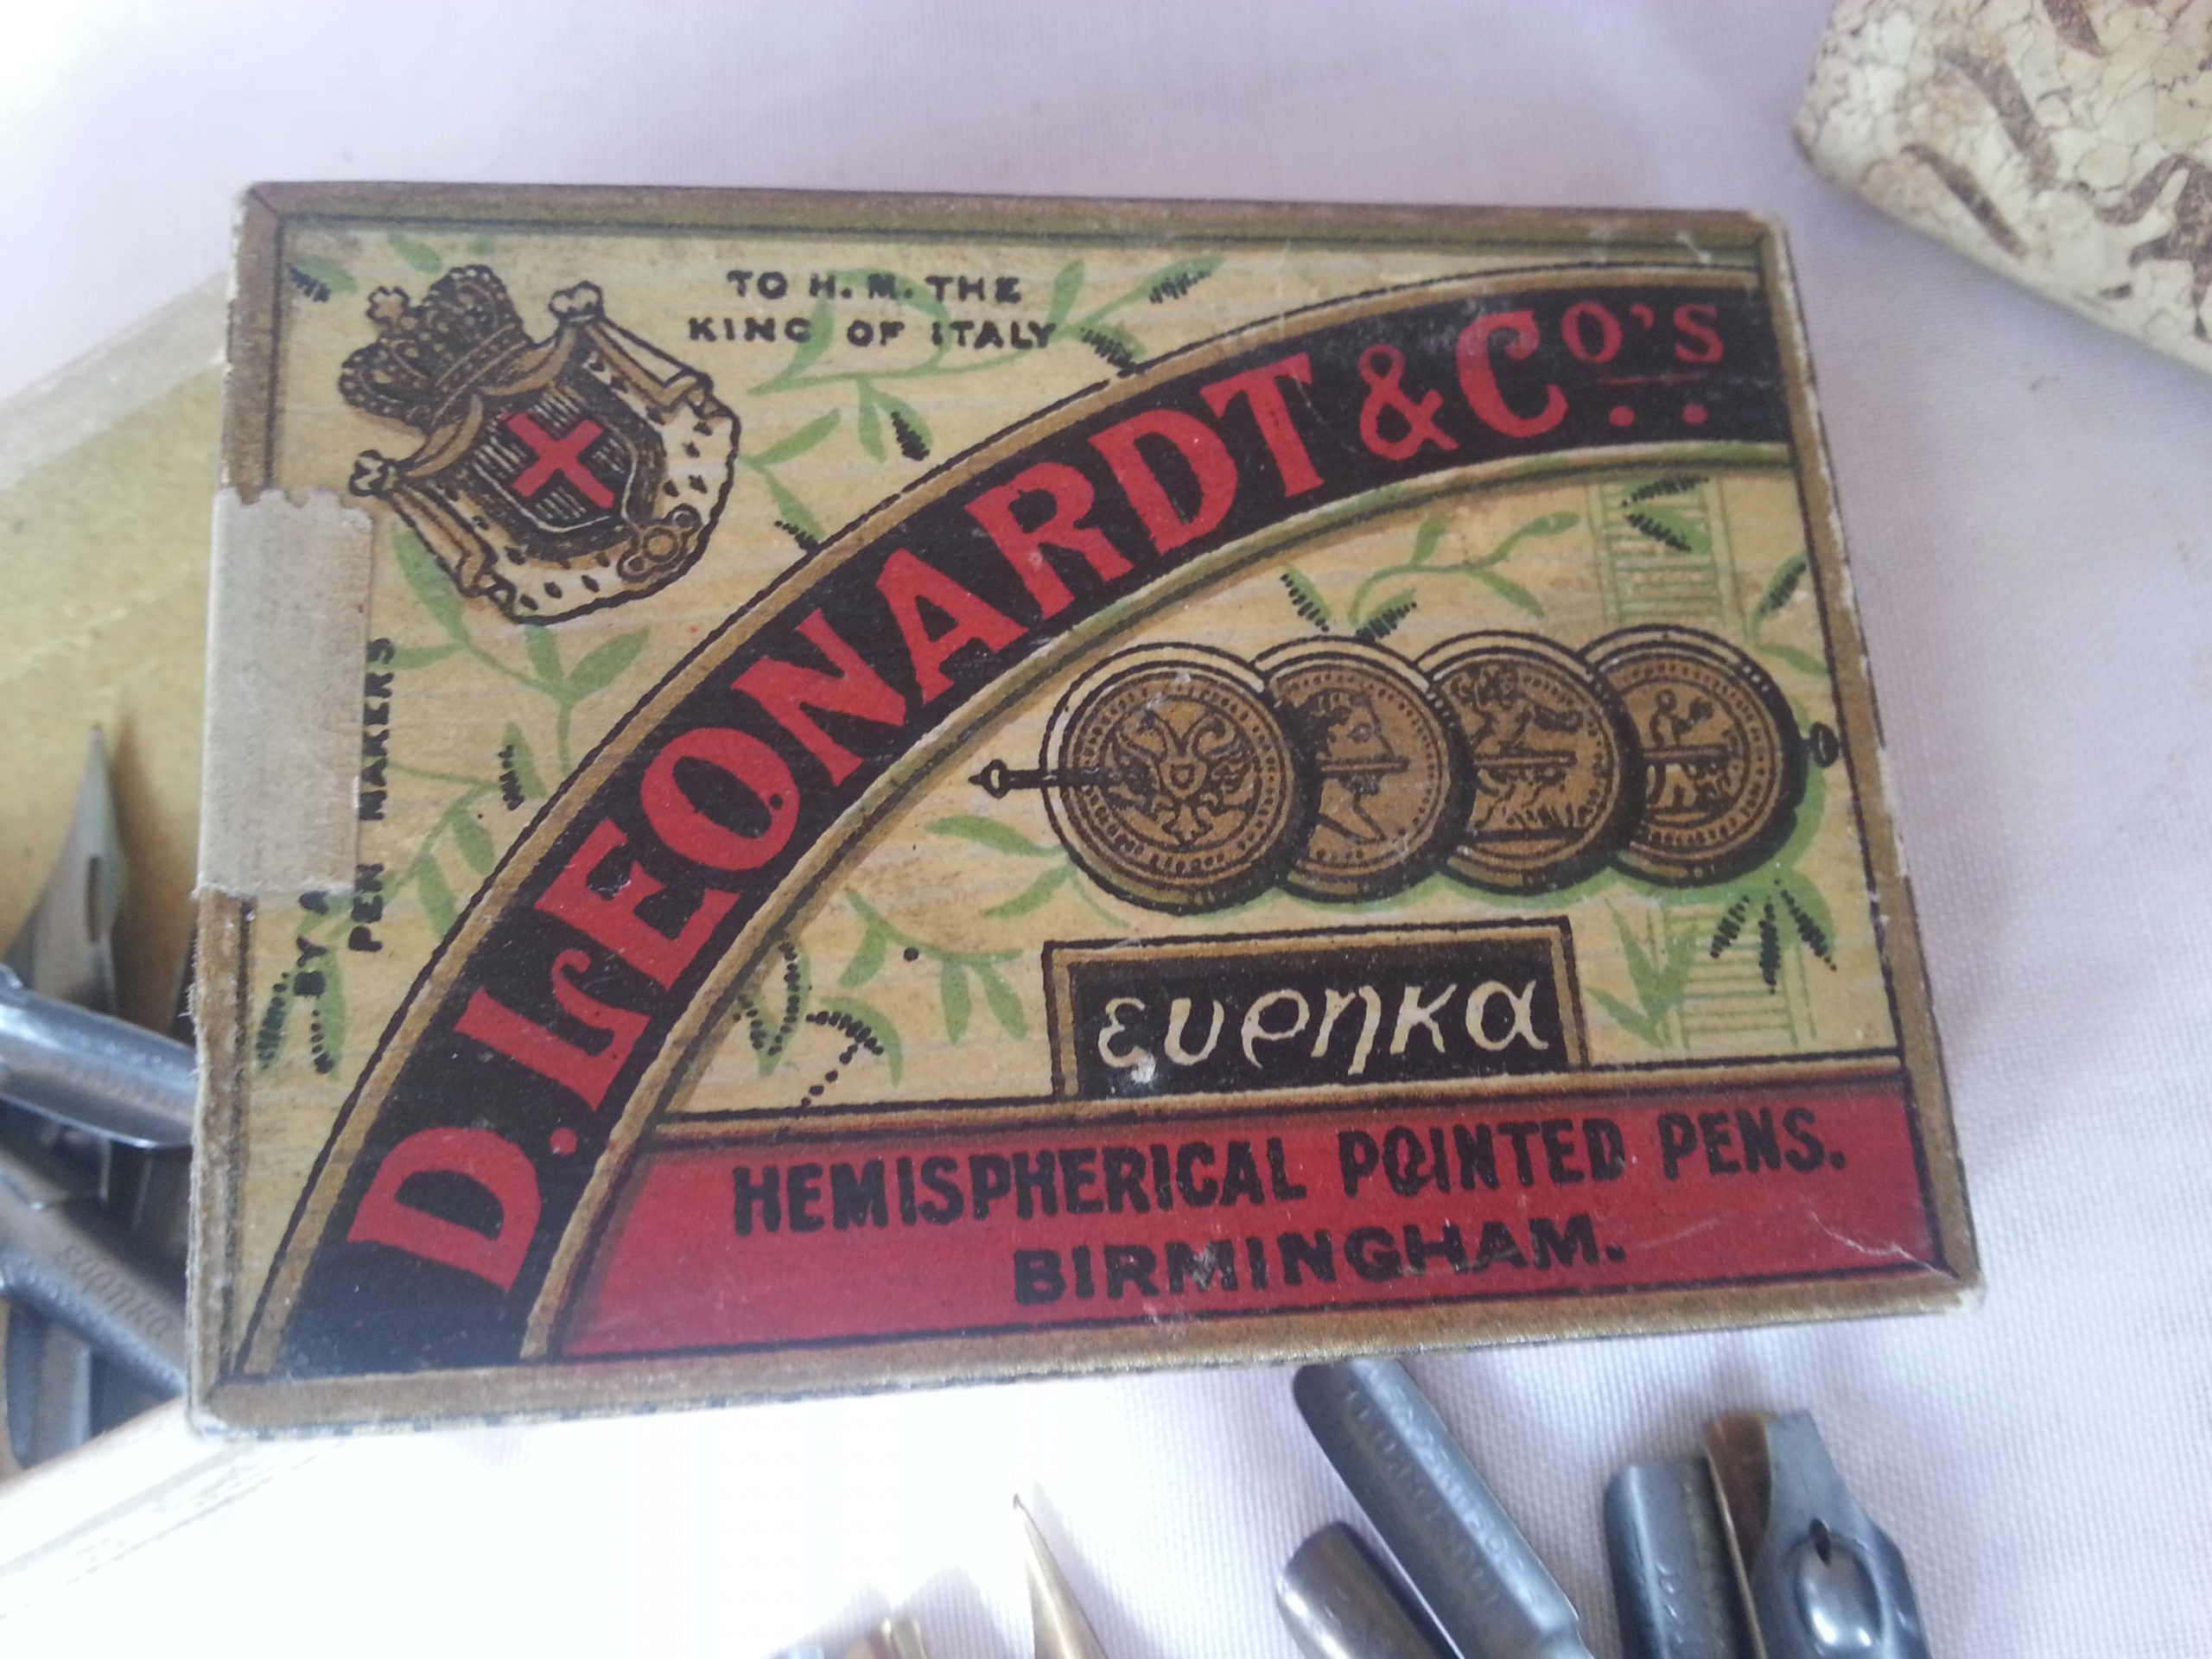 TO H. M. THE
KING OF ITALY
BY A
PEN MAKERS
D. LEONARDT & Co's
ευρηκα
HEMISPHERICAL POINTED PENS.
BIRMINGHAM.